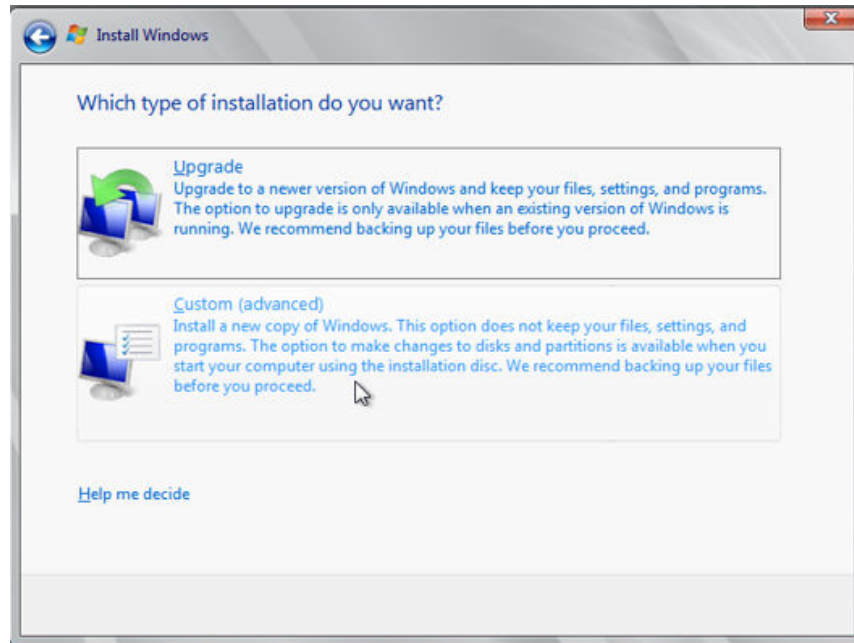 Install Windows
Which type of installation do you want?
Upgrade
Upgrade to a newer version of Windows and keep your files, settings, and programs.
The option to upgrade is only available when an existing version of Windows is
running. We recommend backing up your files before you proceed.
Custom (advanced)
Install a new copy of Windows. This option does not keep your files, settings, and
programs. The option to make changes to disks and partitions is available when you
start your computer using the installation disc. We recommend backing up your files
before you proceed.
Help me decide